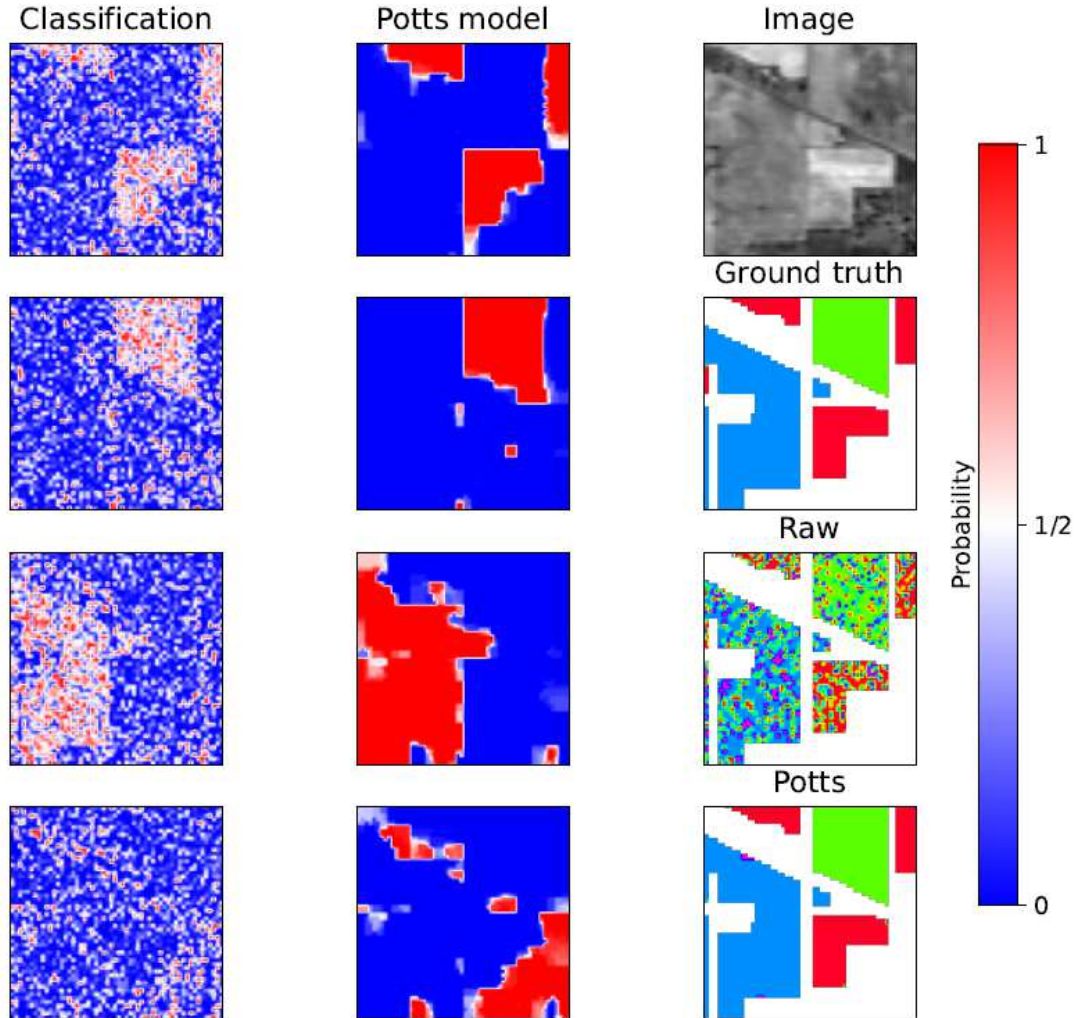 Classification
Potts model
Image
Ground truth
Raw
Potts
Probability
1
1/2
0